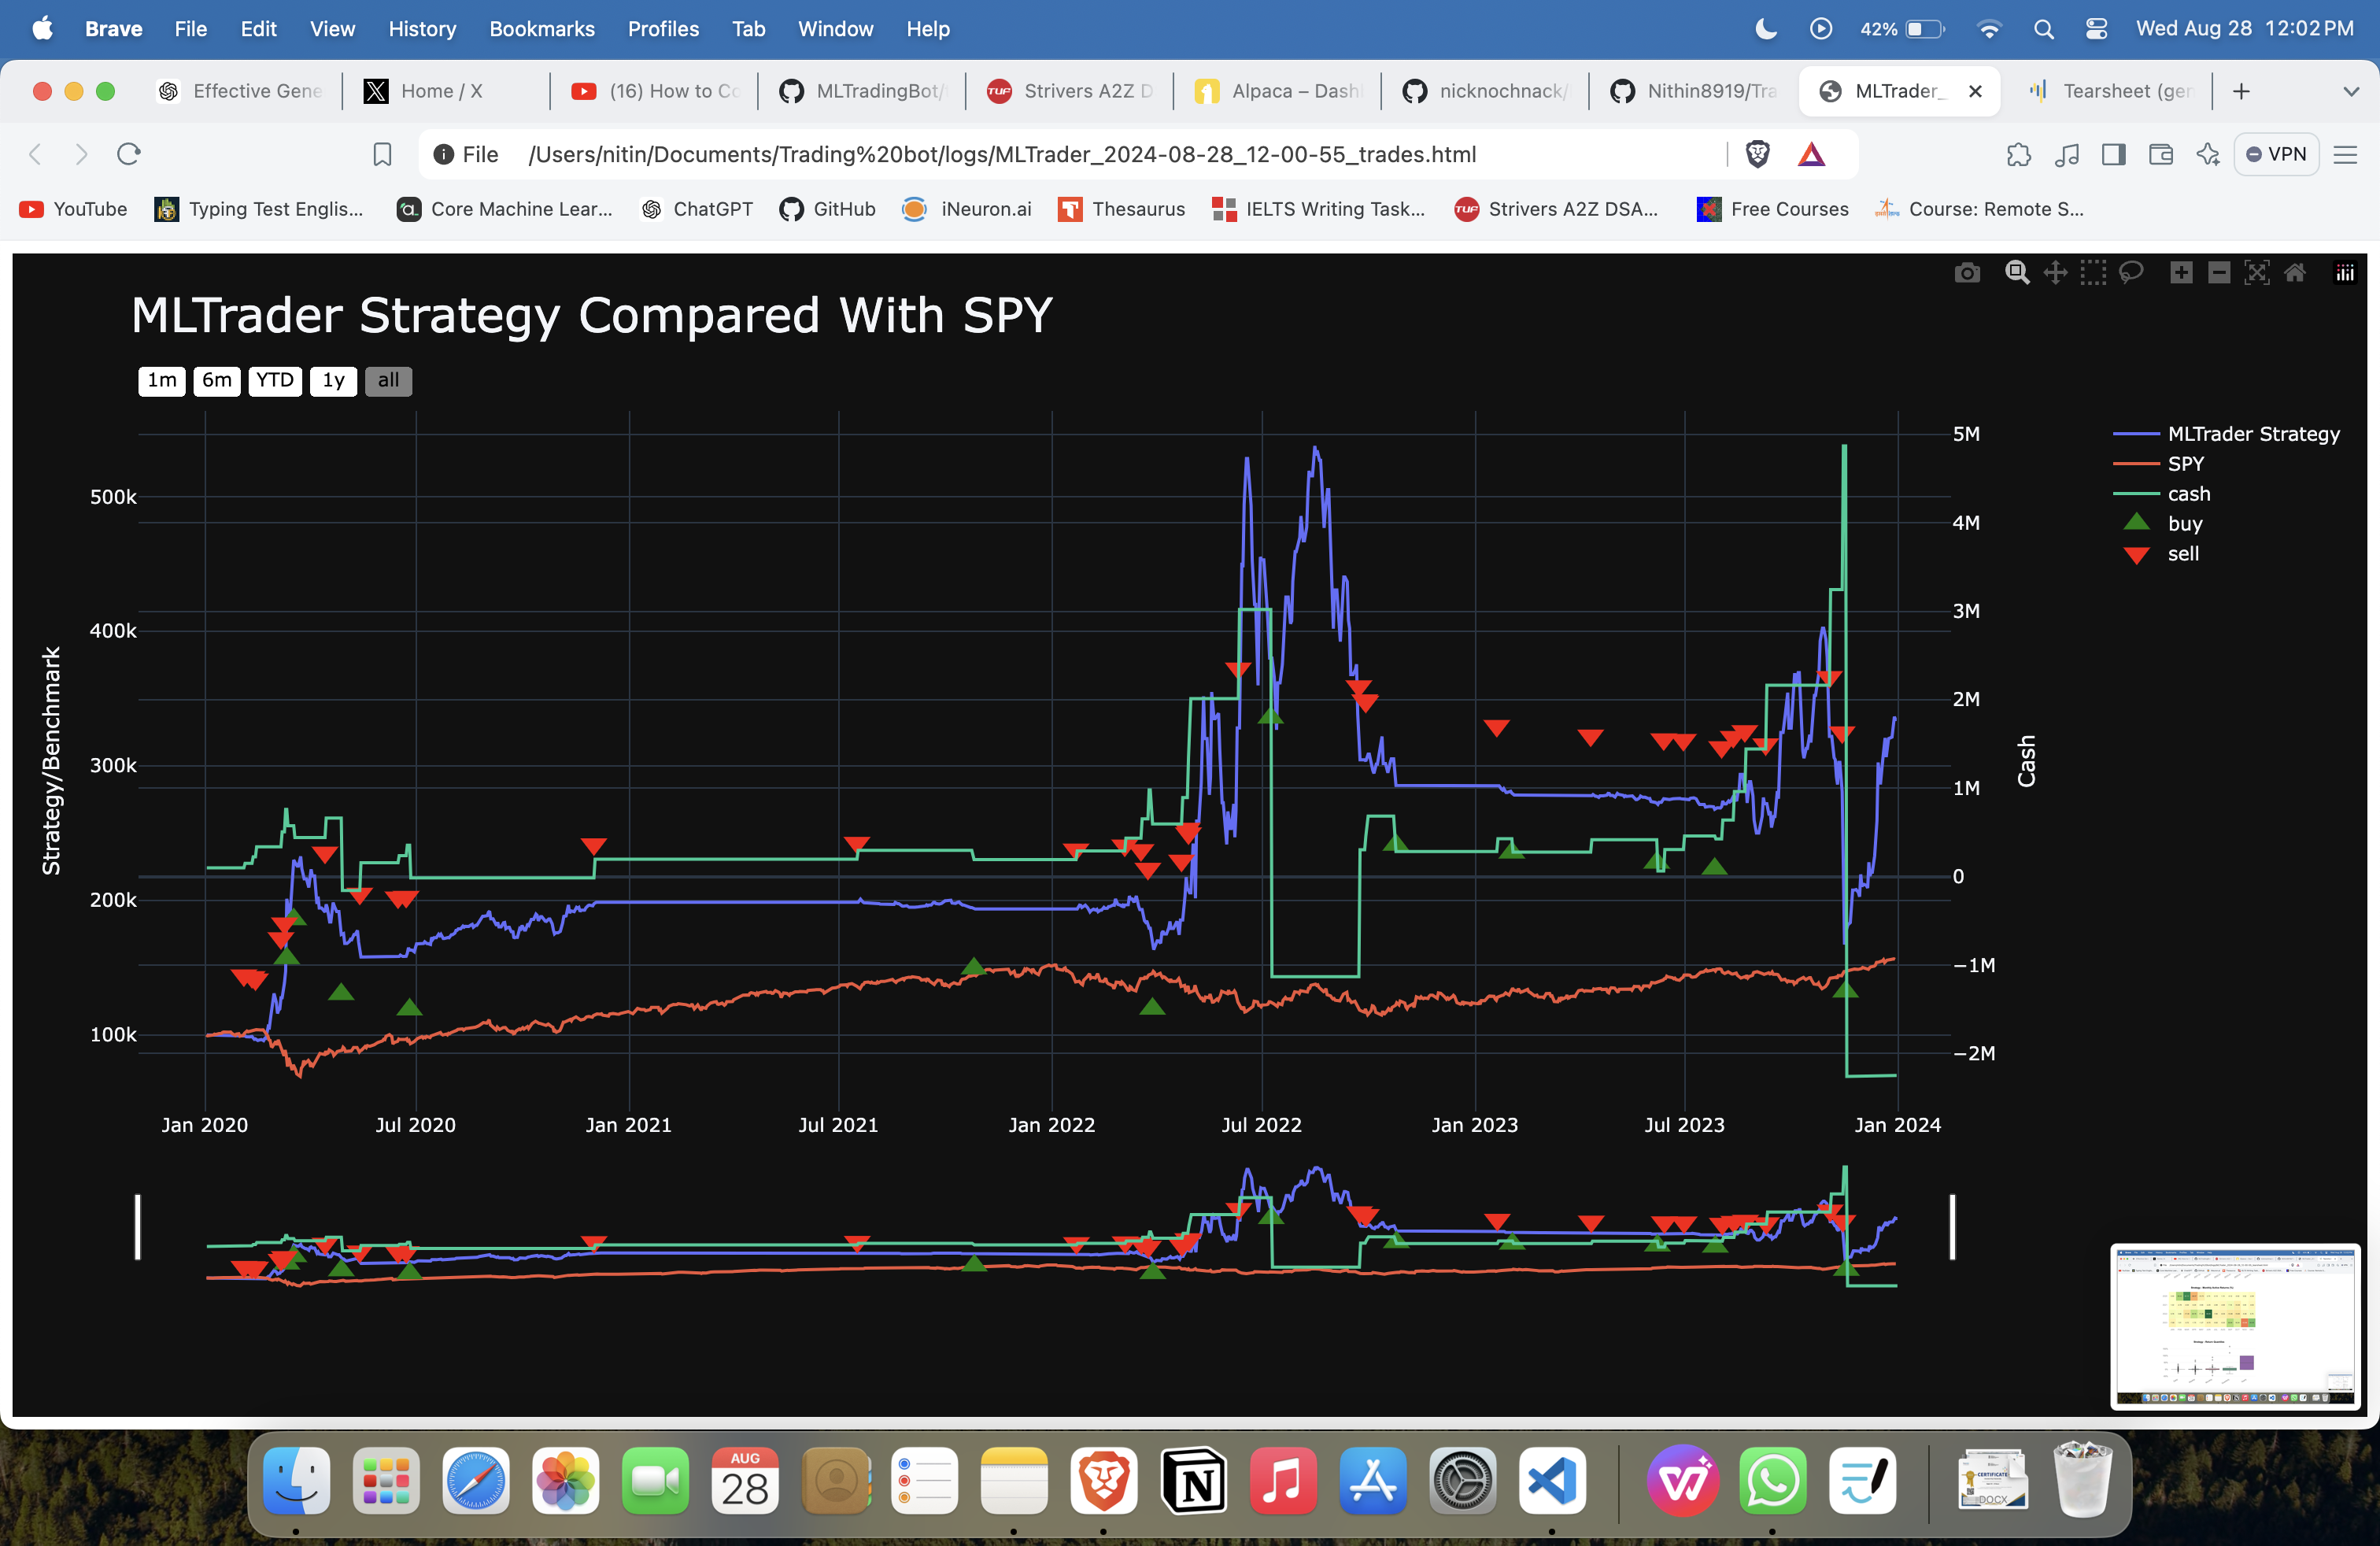 Brave File Edit View History Bookmarks Profiles Tab Window Help 42% Wed Aug 28 12:02 PM
Effective Gene Home / X (16) How to Co MLTradingBot/ Strivers A2Z D Alpaca – Dash nicknochnack/ Nithin8919/Tra MLTrader_ Tearsheet (gen
File /Users/nitin/Documents/Trading%20bot/logs/MLTrader_2024-08-28_12-00-55_trades.html VPN
YouTube Typing Test Englis... Core Machine Lear... ChatGPT GitHub iNeuron.ai Thesaurus IELTS Writing Task... Strivers A2Z DSA... Free Courses Course: Remote S...
MLTrader Strategy Compared With SPY
1m 6m YTD 1y all
Strategy/Benchmark
500k
400k
300k
200k
100k
5M
4M
3M
2M
1M
0
−1M
−2M
Cash
MLTrader Strategy
SPY
cash
buy
sell
Jan 2020 Jul 2020 Jan 2021 Jul 2021 Jan 2022 Jul 2022 Jan 2023 Jul 2023 Jan 2024
AUG
28
CERTIFICATE
DOCX